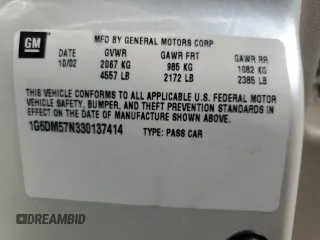 GM
MFD BY GENERAL MOTORS CORP
DATE GVWR GAWR FRT GAWR RR
10/02 2067 KG 985 KG 1082 KG
4557 LB 2172 LB 2385 LB
THIS VEHICLE CONFORMS TO ALL APPLICABLE U.S. FEDERAL MOTOR
VEHICLE SAFETY, BUMPER, AND THEFT PREVENTION STANDARDS
IN EFFECT ON THE DATE OF MANUFACTURE SHOWN ABOVE.
1G6DM57N330137414 TYPE: PASS CAR
DREAMBID